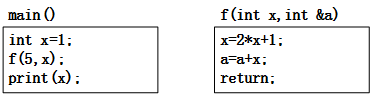 main()
int x=1;
f(5,x);
print(x);
f(int x,int &a)
x=2*x+1;
a=a+x;
return;